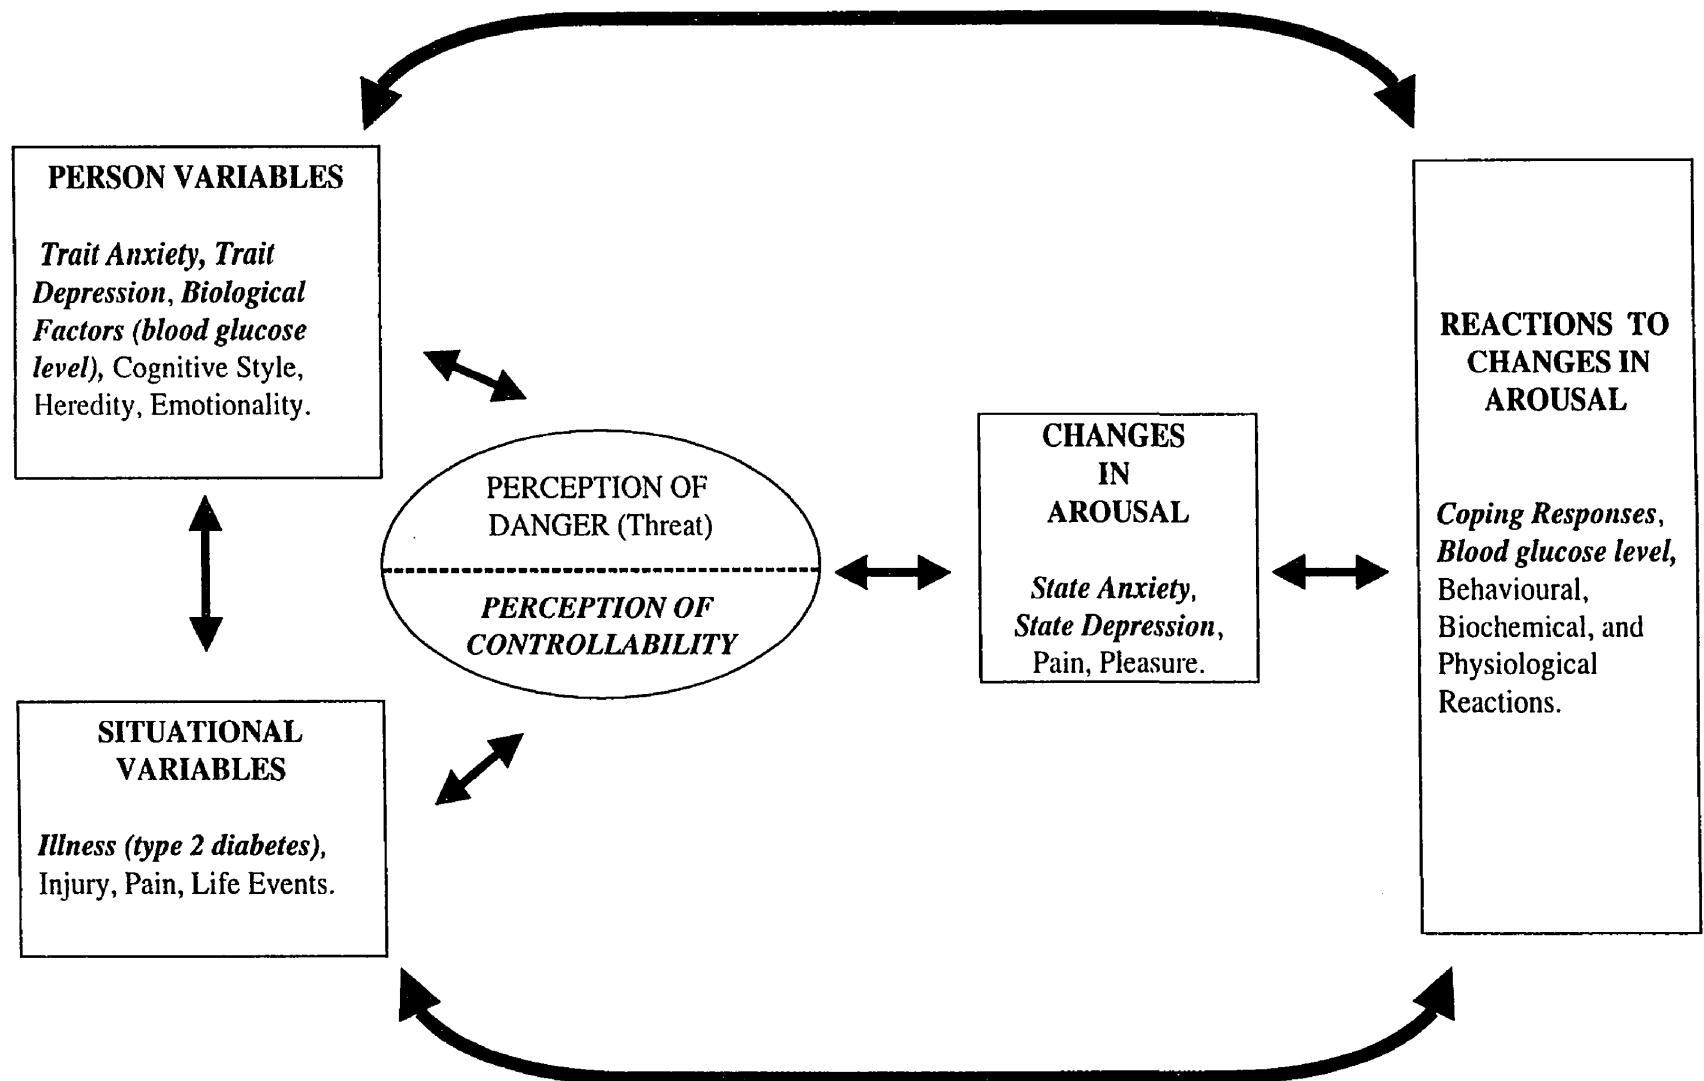 PERSON VARIABLES
Trait Anxiety, Trait
Depression, Biological
Factors (blood glucose
level), Cognitive Style,
Heredity, Emotionality.
PERCEPTION OF
DANGER (Threat)
PERCEPTION OF
CONTROLLABILITY
SITUATIONAL
VARIABLES
Illness (type 2 diabetes),
Injury, Pain, Life Events.
CHANGES
IN
AROUSAL
State Anxiety,
State Depression,
Pain, Pleasure.
REACTIONS TO
CHANGES IN
AROUSAL
Coping Responses,
Blood glucose level,
Behavioural,
Biochemical, and
Physiological
Reactions.